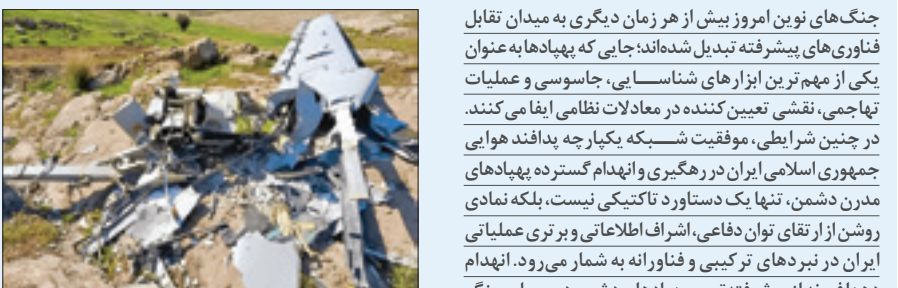 جنگ‌های نوین امروز بیش از هر زمان دیگری به میدان تقابل
فناوری‌های پیشرفته تبدیل شده‌اند؛ جایی که پهپادها به عنوان
یکی از مهم‌ترین ابزارهای شناسایی، جاسوسی و عملیات
تهاجمی، نقشی تعیین کننده در معادلات نظامی ایفا می کنند.
در چنین شرایطی، موفقیت شبکه یکپارچه پدافند هوایی
جمهوری اسلامی ایران در رهگیری و انهدام گسترده پهپادهای
مدرن دشمن، تنها یک دستاورد تاکتیکی نیست، بلکه نمادی
روشن از ارتقای توان دفاعی، اشراف اطلاعاتی و برتری عملیاتی
ایران در نبردهای ترکیبی و فناورانه به شمار می‌رود. انهدام